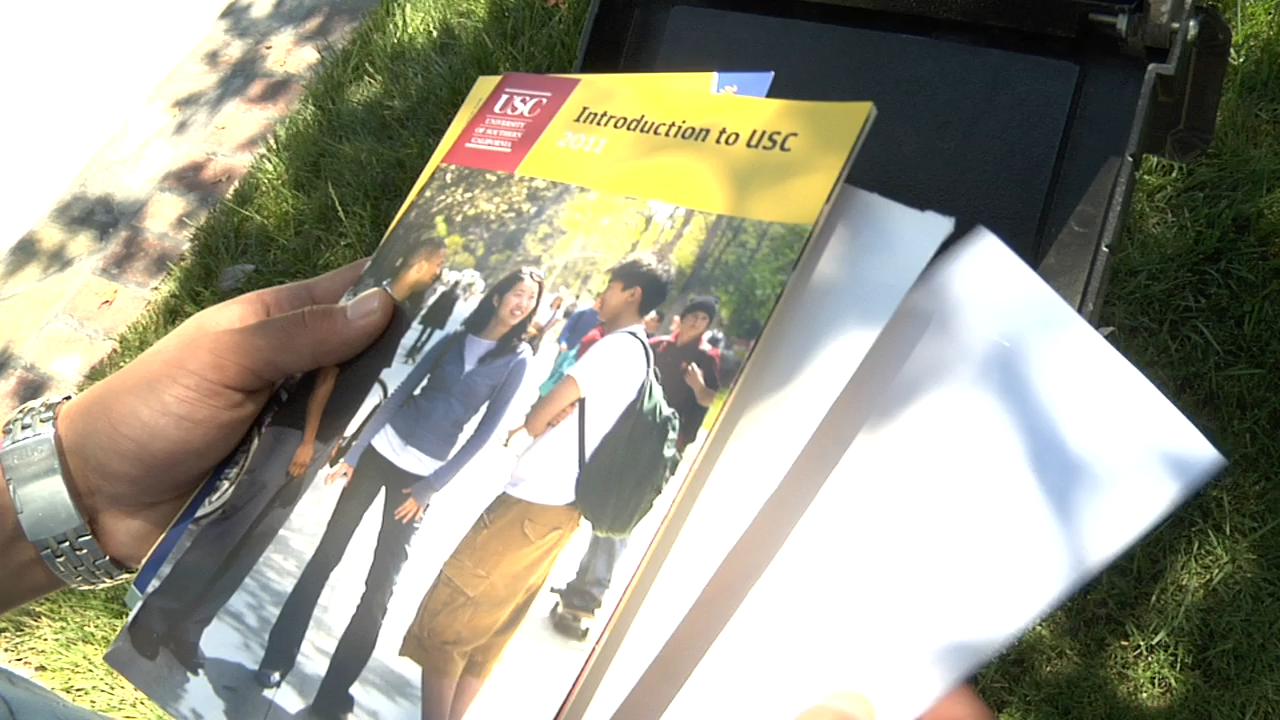 USC
UNIVERSITY
OF SOUTHERN
CALIFORNIA
Introduction to USC
2011